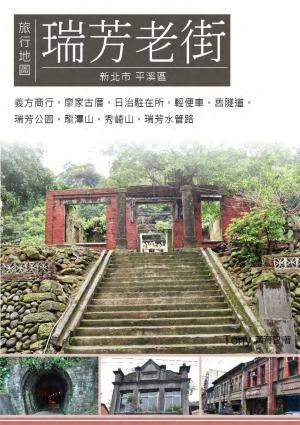 旅行地圖
瑞芳老街
新北市 平溪區
義方商行。廖家古厝。日治駐在所。輕便車。舊隧道。
瑞芳公園。龍潭山。秀崎山。瑞芳水管路
Tony 著